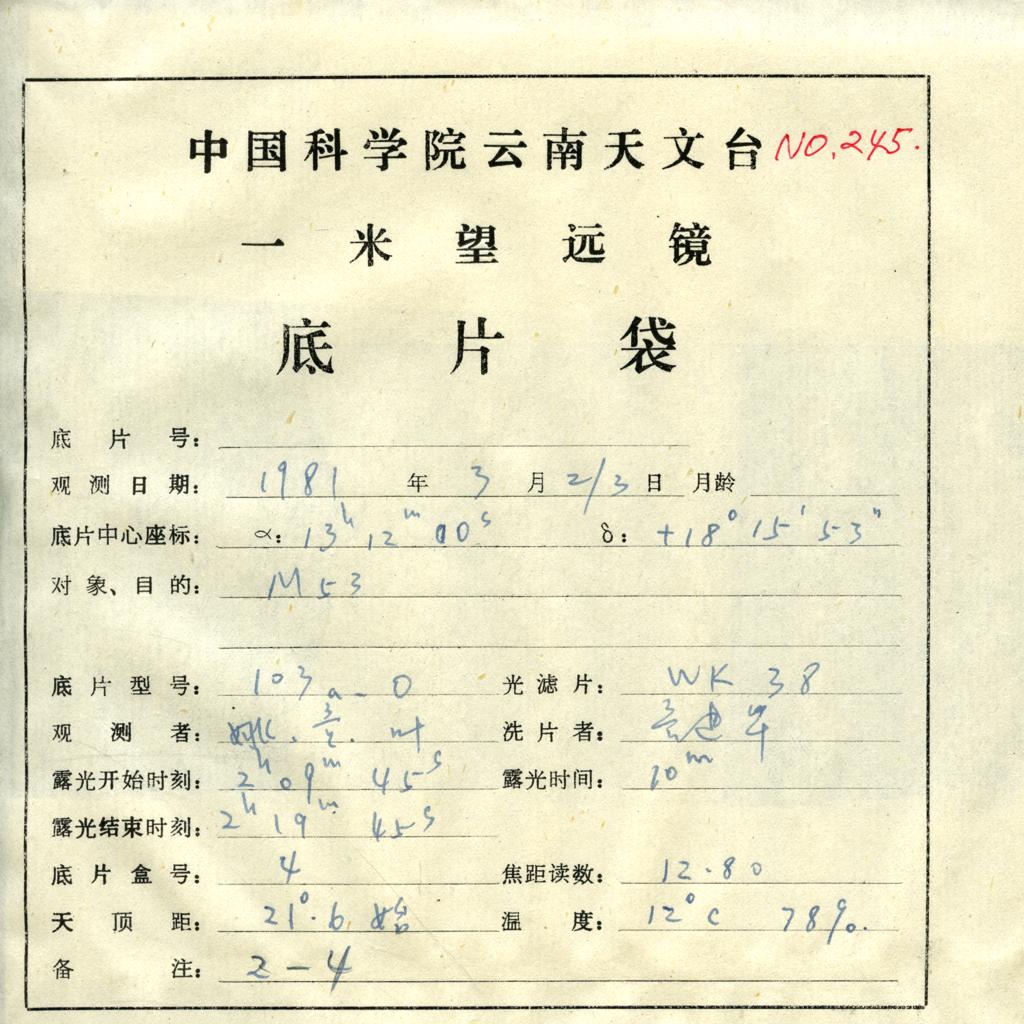 中国科学院云南天文台 NO.245.
一米望远镜
底片袋
底片号:
观测日期: 1981 年 3 月 2/3 日 月龄
底片中心座标: α: 13h 12m 00s δ: +18° 15' 53"
对象、目的: M53
底片型号: 103a-O 光滤片: WK 38
观测者: 姚. 叶 洗片者: 建华
露光开始时刻: 2h 09m 45s 露光时间: 10m
露光结束时刻: 2h 19m 45s
底片盒号: 4 焦距读数: 12.80
天顶距: 21°.6 始 温度: 12°C 78%.
备注: 2-4